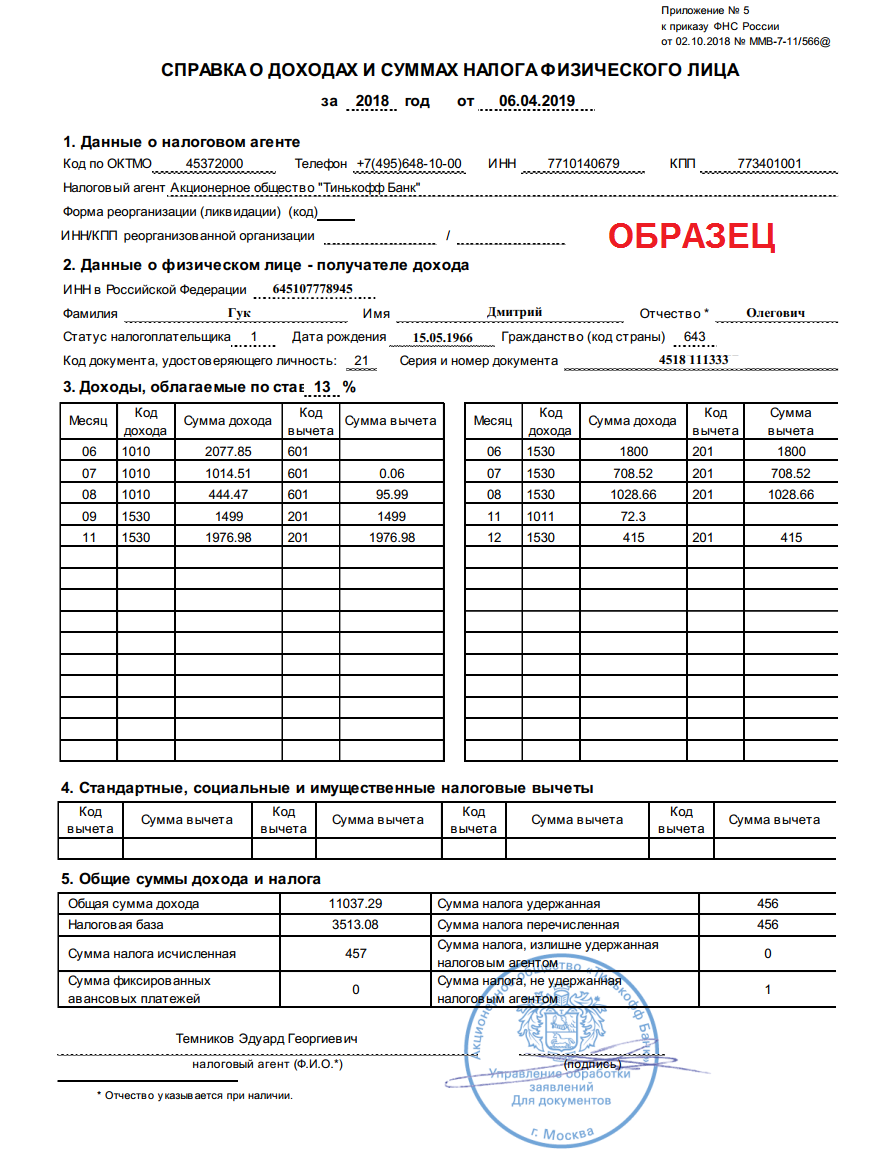 Приложение № 5
к приказу ФНС России
от 02.10.2018 № ММВ-7-11/566@
СПРАВКА О ДОХОДАХ И СУММАХ НАЛОГА ФИЗИЧЕСКОГО ЛИЦА
за 2018 год от 06.04.2019
1. Данные о налоговом агенте
Код по ОКТМО 45372000 Телефон +7(495)648-10-00 ИНН 7710140679 КПП 773401001
Налоговый агент Акционерное общество "Тинькофф Банк"
Форма реорганизации (ликвидации) (код)
ИНН/КПП реорганизованной организации /
ОБРАЗЕЦ
2. Данные о физическом лице - получателе дохода
ИНН в Российской Федерации 645107778945
Фамилия Гук Имя Дмитрий Отчество * Олегович
Статус налогоплательщика 1 Дата рождения 15.05.1966 Гражданство (код страны) 643
Код документа, удостоверяющего личность: 21 Серия и номер документа 4518 111333
3. Доходы, облагаемые по став 13 %
Месяц Код дохода Сумма дохода Код вычета Сумма вычета
06 1010 2077.85 601
07 1010 1014.51 601 0.06
08 1010 444.47 601 95.99
09 1530 1499 201 1499
11 1530 1976.98 201 1976.98
Месяц Код дохода Сумма дохода Код вычета Сумма вычета
06 1530 1800 201 1800
07 1530 708.52 201 708.52
08 1530 1028.66 201 1028.66
11 1011 72.3
12 1530 415 201 415
4. Стандартные, социальные и имущественные налоговые вычеты
Код вычета Сумма вычета Код вычета Сумма вычета Код вычета Сумма вычета Код вычета Сумма вычета
5. Общие суммы дохода и налога
Общая сумма дохода 11037.29 Сумма налога удержанная 456
Налоговая база 3513.08 Сумма налога перечисленная 456
Сумма налога исчисленная 457 Сумма налога, излишне удержанная налоговым агентом 0
Сумма фиксированных авансовых платежей 0 Сумма налога, не удержанная налоговым агентом 1
Темников Эдуард Георгиевич
налоговый агент (Ф.И.О.*) (подпись)
* Отчество указывается при наличии.
Акционерное общество «Тинькофф Банк»
Управление обработки
заявлений
Для документов
г. Москва